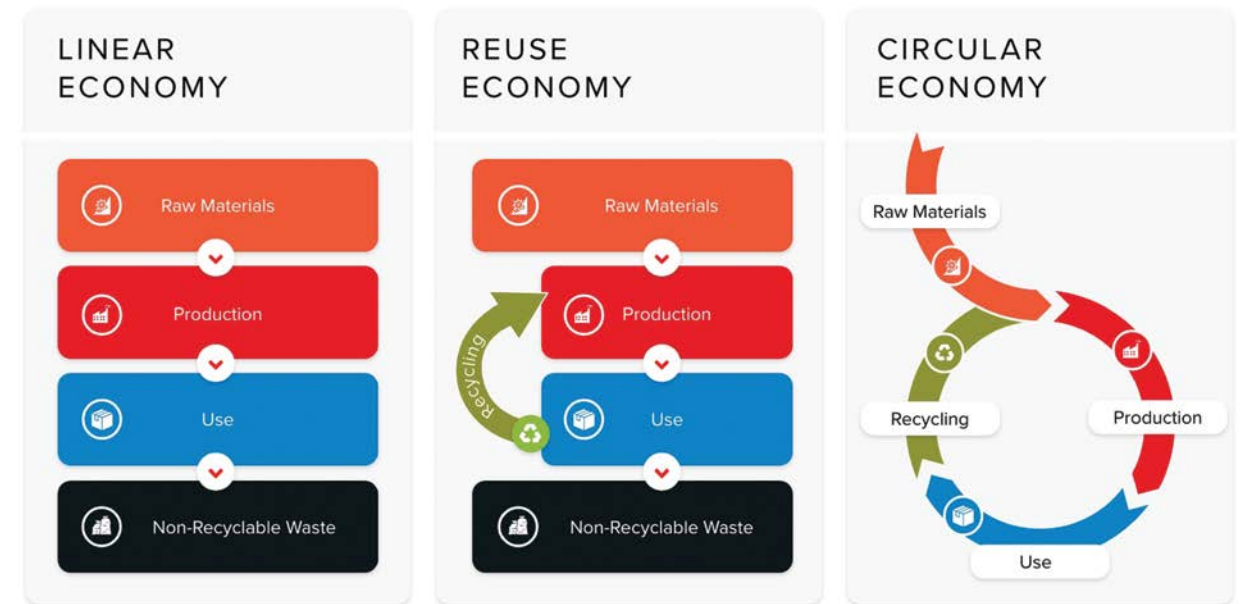 LINEAR
ECONOMY
Raw Materials
Production
Use
Non-Recyclable Waste
REUSE
ECONOMY
Raw Materials
Production
Recycling
Use
Non-Recyclable Waste
CIRCULAR
ECONOMY
Raw Materials
Recycling
Production
Use